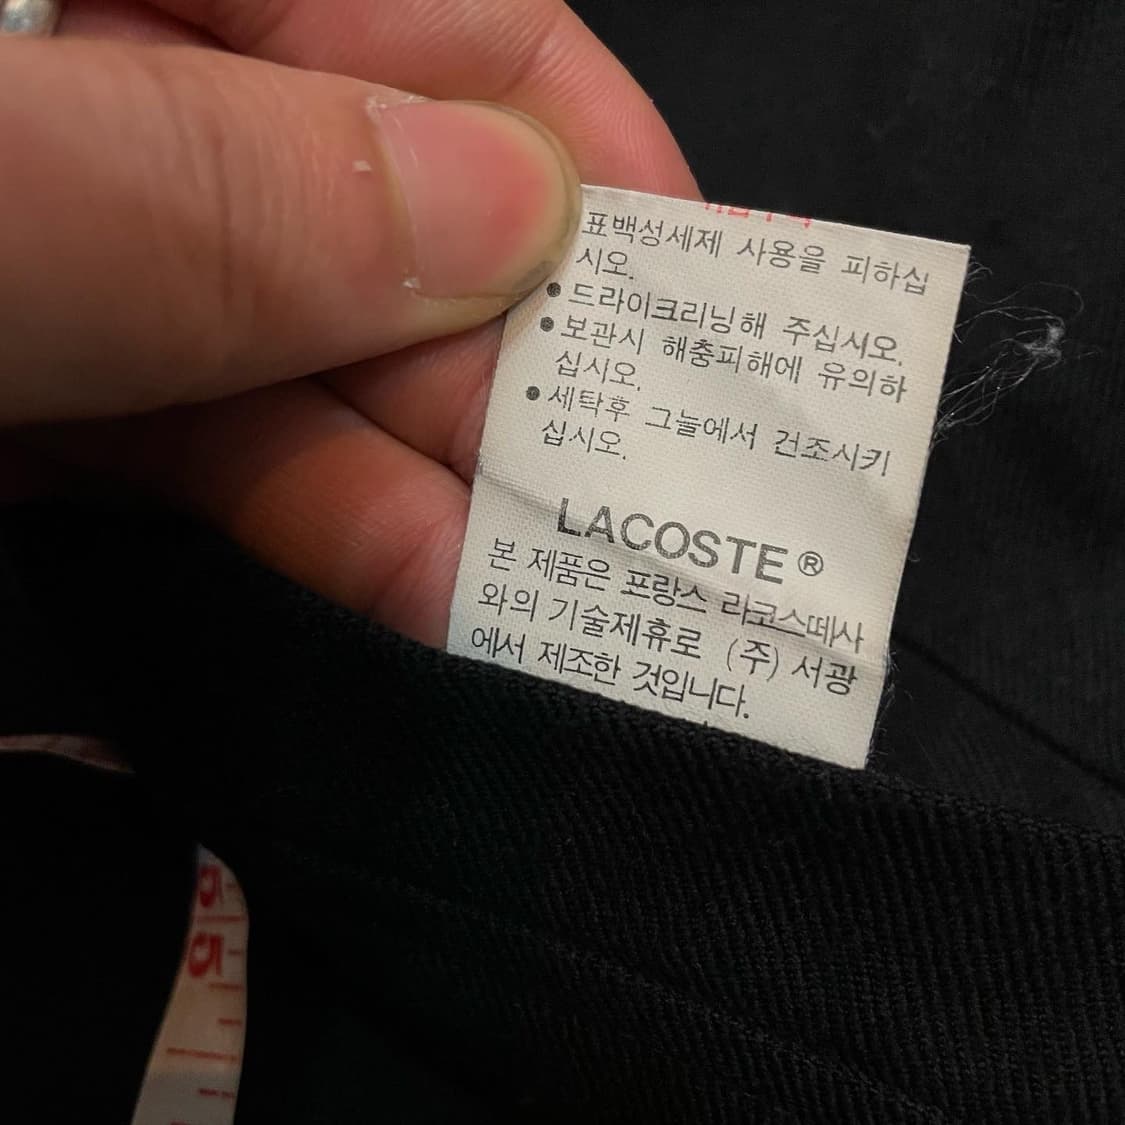 표백성세제 사용을 피하십
시오.
● 드라이크리닝해 주십시오.
● 보관시 해충피해에 유의하
십시오.
● 세탁후 그늘에서 건조시키
십시오.
LACOSTE®
본 제품은 프랑스 라코스떼사
와의 기술제휴로 (주) 서광
에서 제조한 것입니다.
5
5